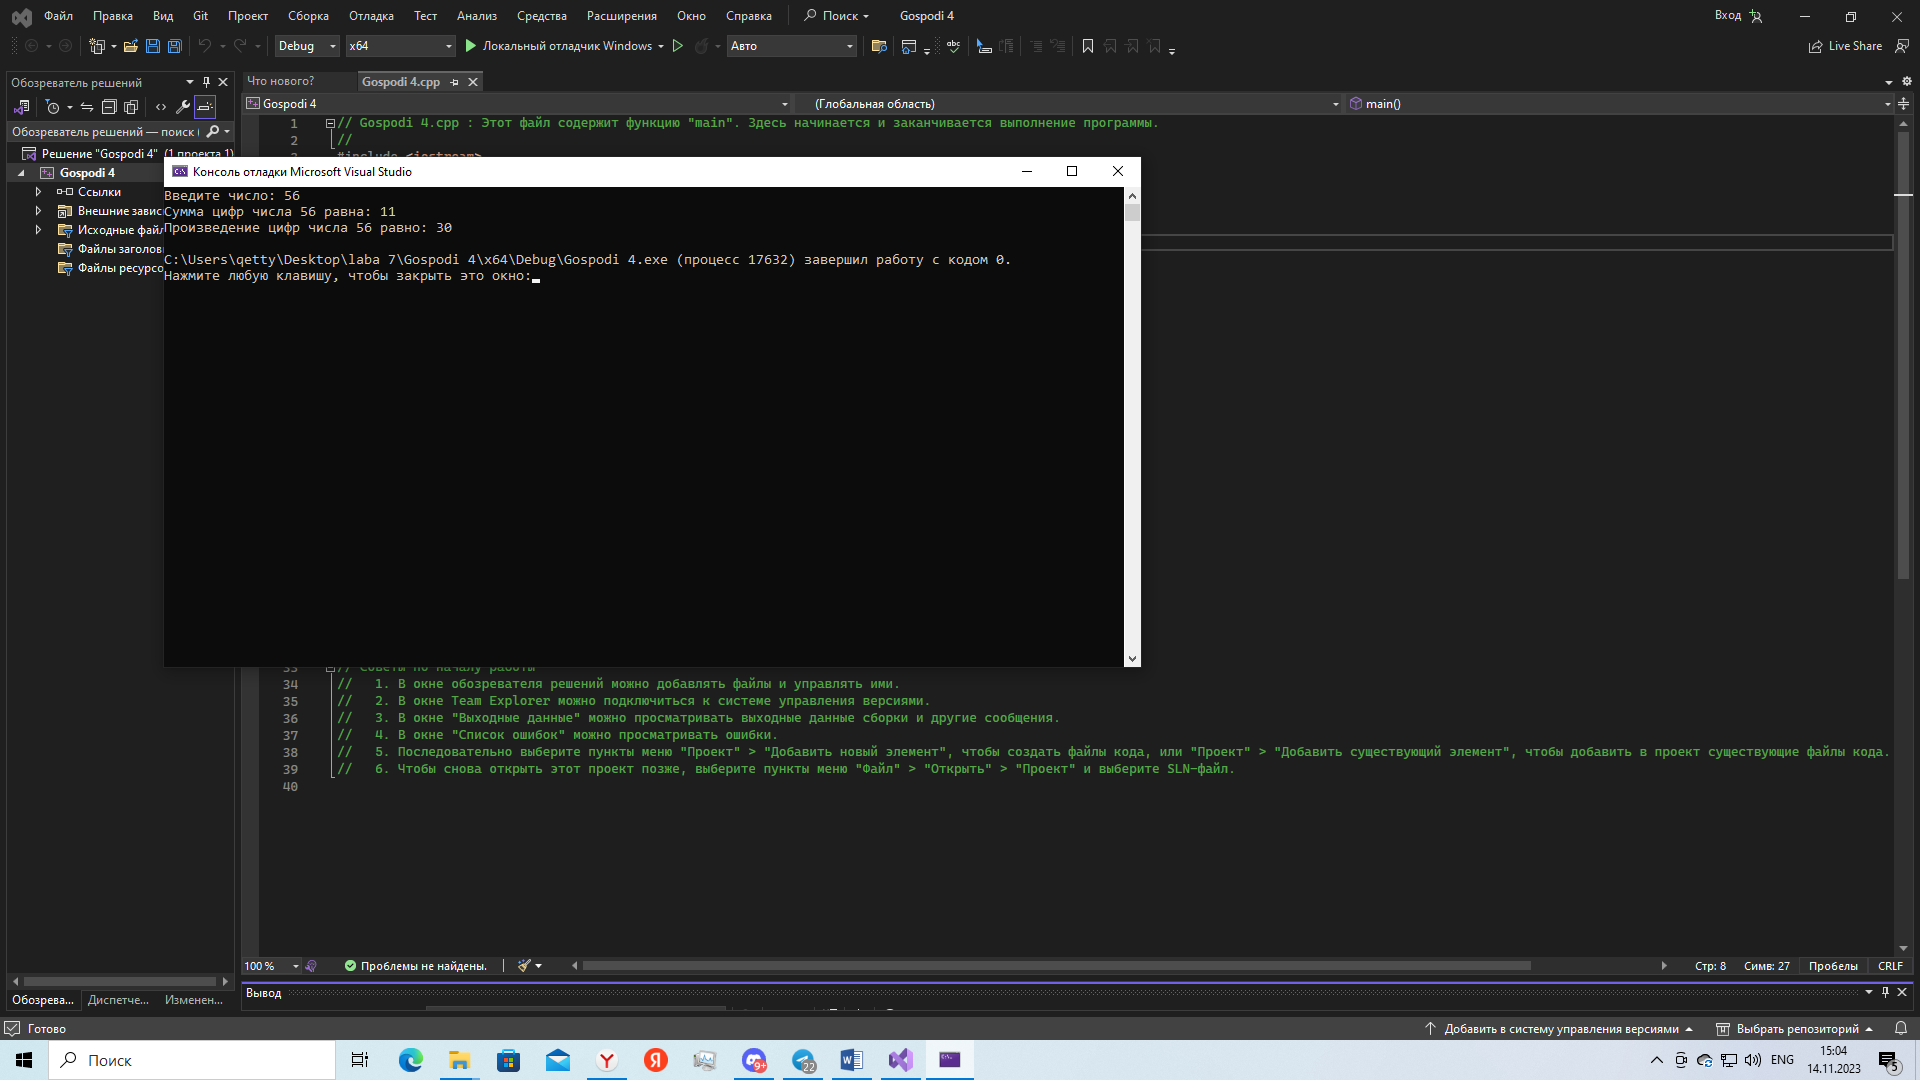 Файл Правка Вид Git Проект Сборка Отладка Тест Анализ Средства Расширения Окно Справка Поиск Gospodi 4 Вход
Debug x64 Локальный отладчик Windows Авто Live Share
Обозреватель решений
Что нового? Gospodi 4.cpp
Gospodi 4 (Глобальная область) main()
Обозреватель решений — поиск
Решение "Gospodi 4" (1 проекта 1)
Gospodi 4
Ссылки
Внешние завис
Исходные фай
Файлы заголов
Файлы ресурсо
1 // Gospodi 4.cpp : Этот файл содержит функцию "main". Здесь начинается и заканчивается выполнение программы.
2 //
#include <iostream>
Консоль отладки Microsoft Visual Studio
Введите число: 56
Сумма цифр числа 56 равна: 11
Произведение цифр числа 56 равно: 30
C:\Users\qetty\Desktop\laba 7\Gospodi 4\x64\Debug\Gospodi 4.exe (процесс 17632) завершил работу с кодом 0.
Нажмите любую клавишу, чтобы закрыть это окно:
33 // Советы по началу работы
34 // 1. В окне обозревателя решений можно добавлять файлы и управлять ими.
35 // 2. В окне Team Explorer можно подключиться к системе управления версиями.
36 // 3. В окне "Выходные данные" можно просматривать выходные данные сборки и другие сообщения.
37 // 4. В окне "Список ошибок" можно просматривать ошибки.
38 // 5. Последовательно выберите пункты меню "Проект" > "Добавить новый элемент", чтобы создать файлы кода, или "Проект" > "Добавить существующий элемент", чтобы добавить в проект существующие файлы кода.
39 // 6. Чтобы снова открыть этот проект позже, выберите пункты меню "Файл" > "Открыть" > "Проект" и выберите SLN-файл.
40
100 % Проблемы не найдены. Стр: 8 Симв: 27 Пробелы CRLF
Обозрева... Диспетче... Изменен...
Вывод
Готово Добавить в систему управления версиями Выбрать репозиторий
Поиск 9+ 22 ENG 15:04
14.11.2023 5